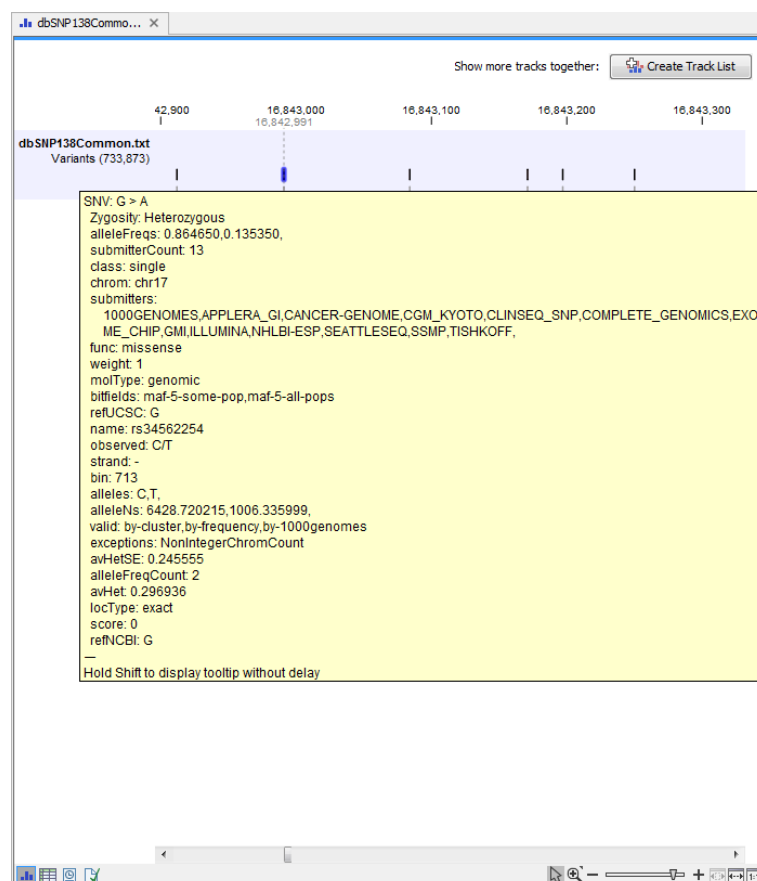 dbSNP138Commo...
Show more tracks together:
Create Track List
42,900 16,843,000 16,843,100 16,843,200 16,843,300
16,842,991
dbSNP138Common.txt
Variants (733,873)
SNV: G > A
Zygosity: Heterozygous
alleleFreqs: 0.864650,0.135350,
submitterCount: 13
class: single
chrom: chr17
submitters:
1000GENOMES,APPLERA_GI,CANCER-GENOME,CGM_KYOTO,CLINSEQ_SNP,COMPLETE_GENOMICS,EXO
ME_CHIP,GMI,ILLUMINA,NHLBI-ESP,SEATTLESEQ,SSMP,TISHKOFF,
func: missense
weight: 1
molType: genomic
bitfields: maf-5-some-pop,maf-5-all-pops
refUCSC: G
name: rs34562254
observed: C/T
strand: -
bin: 713
alleles: C,T,
alleleNs: 6428.720215,1006.335999,
valid: by-cluster,by-frequency,by-1000genomes
exceptions: NonIntegerChromCount
avHetSE: 0.245555
alleleFreqCount: 2
avHet: 0.296936
locType: exact
score: 0
refNCBI: G
—
Hold Shift to display tooltip without delay